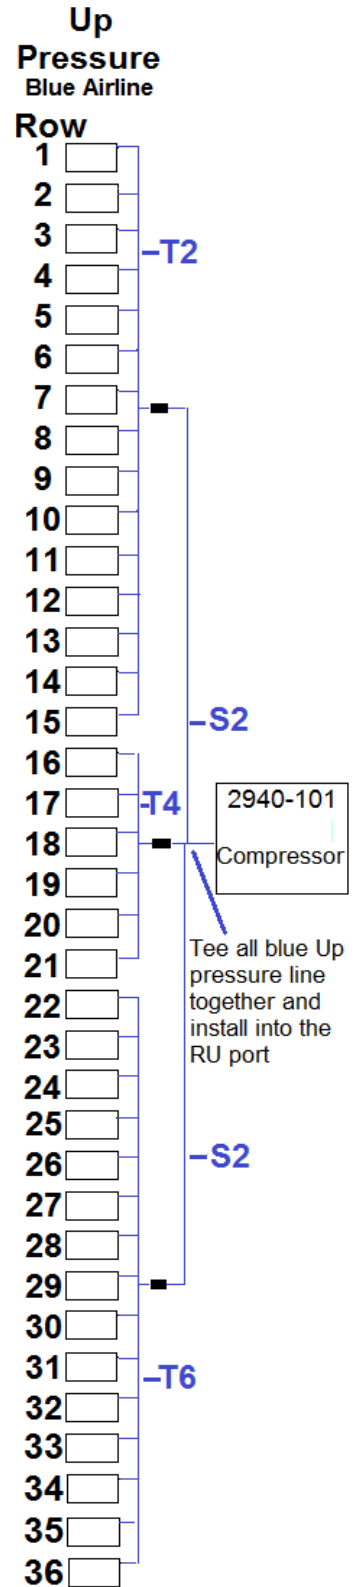 Up
Pressure
Blue Airline
Row
1
2
3
-T2
4
5
6
7
8
9
10
11
12
13
14
15
-S2
16
17
-T4
2940-101
18
Compressor
19
20
21
Tee all blue Up
pressure line
together and
install into the
RU port
22
23
24
25
26
-S2
27
28
29
30
31
-T6
32
33
34
35
36